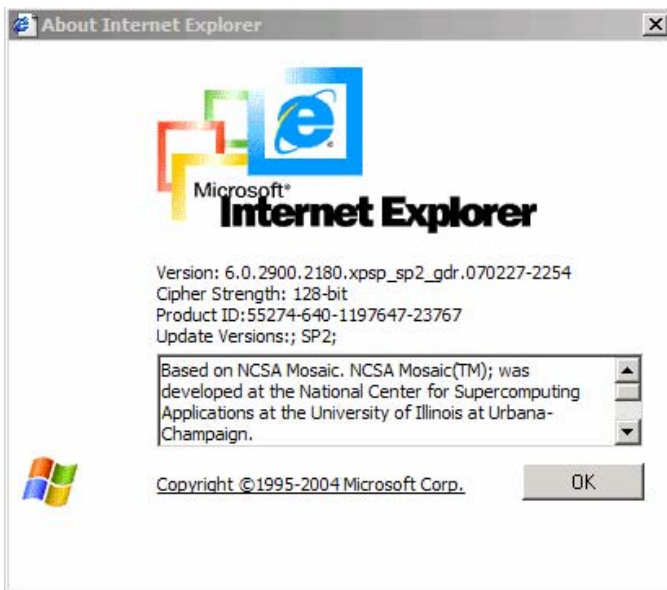 About Internet Explorer
Microsoft®
Internet Explorer
Version: 6.0.2900.2180.xpsp_sp2_gdr.070227-2254
Cipher Strength: 128-bit
Product ID:55274-640-1197647-23767
Update Versions:; SP2;
Based on NCSA Mosaic. NCSA Mosaic(TM); was
developed at the National Center for Supercomputing
Applications at the University of Illinois at Urbana-
Champaign.
Copyright ©1995-2004 Microsoft Corp.
OK